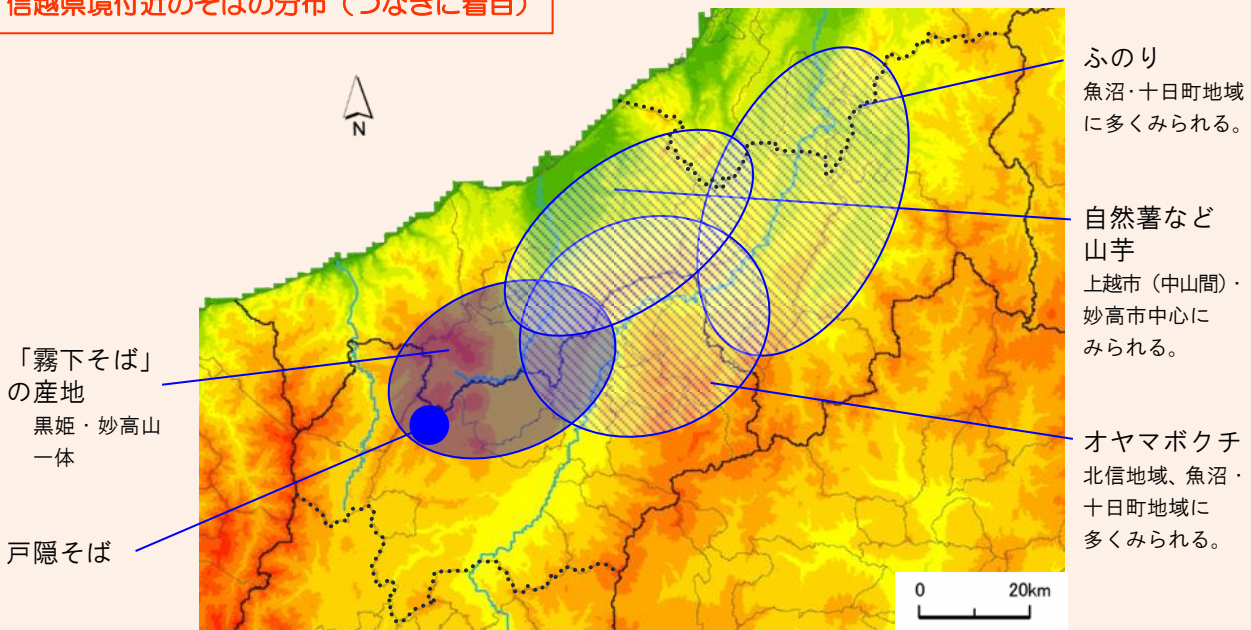 信越県境付近のそばの分布（つなぎに着目）
N
ふのり
魚沼・十日町地域
に多くみられる。
自然薯など
山芋
上越市（中山間）・
妙高市中心に
みられる。
オヤマボクチ
北信地域、魚沼・
十日町地域に
多くみられる。
「霧下そば」
の産地
黒姫・妙高山
一体
戸隠そば
0 20km